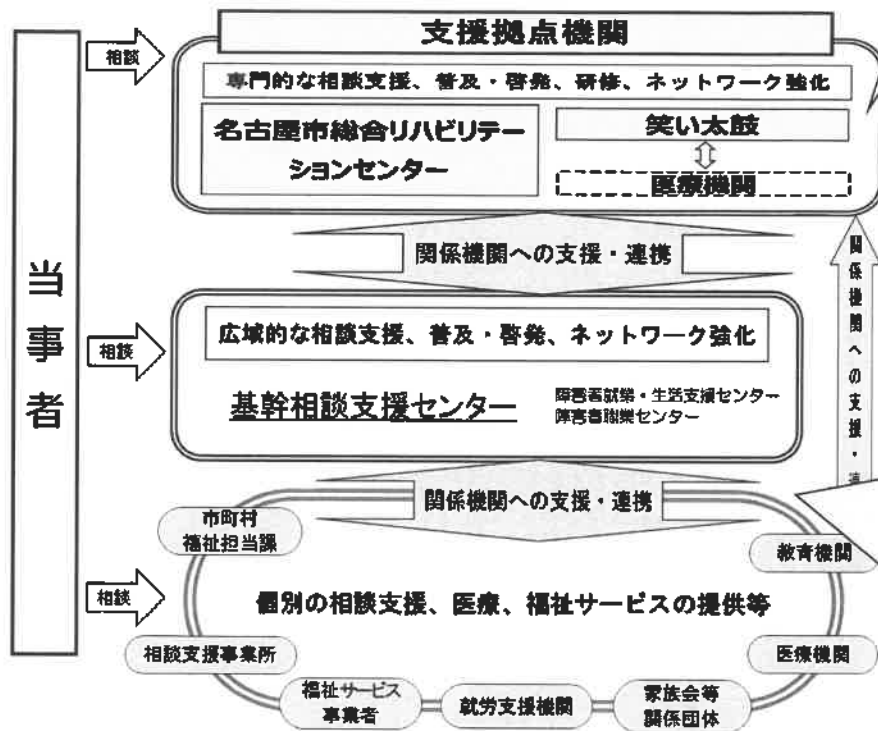 支援拠点機関
相談
専門的な相談支援、普及・啓発、研修、ネットワーク強化
名古屋市総合リハビリテー
ションセンター
笑い太鼓
医療機関
関係機関への支援・連携
関係機関への支援・連
当事者
相談
広域的な相談支援、普及・啓発、ネットワーク強化
基幹相談支援センター
障害者就業・生活支援センター
障害者職業センター
関係機関への支援・連携
市町村
福祉担当課
教育機関
相談
個別の相談支援、医療、福祉サービスの提供等
相談支援事業所
医療機関
福祉サービス
事業者
就労支援機関
家族会等
関係団体